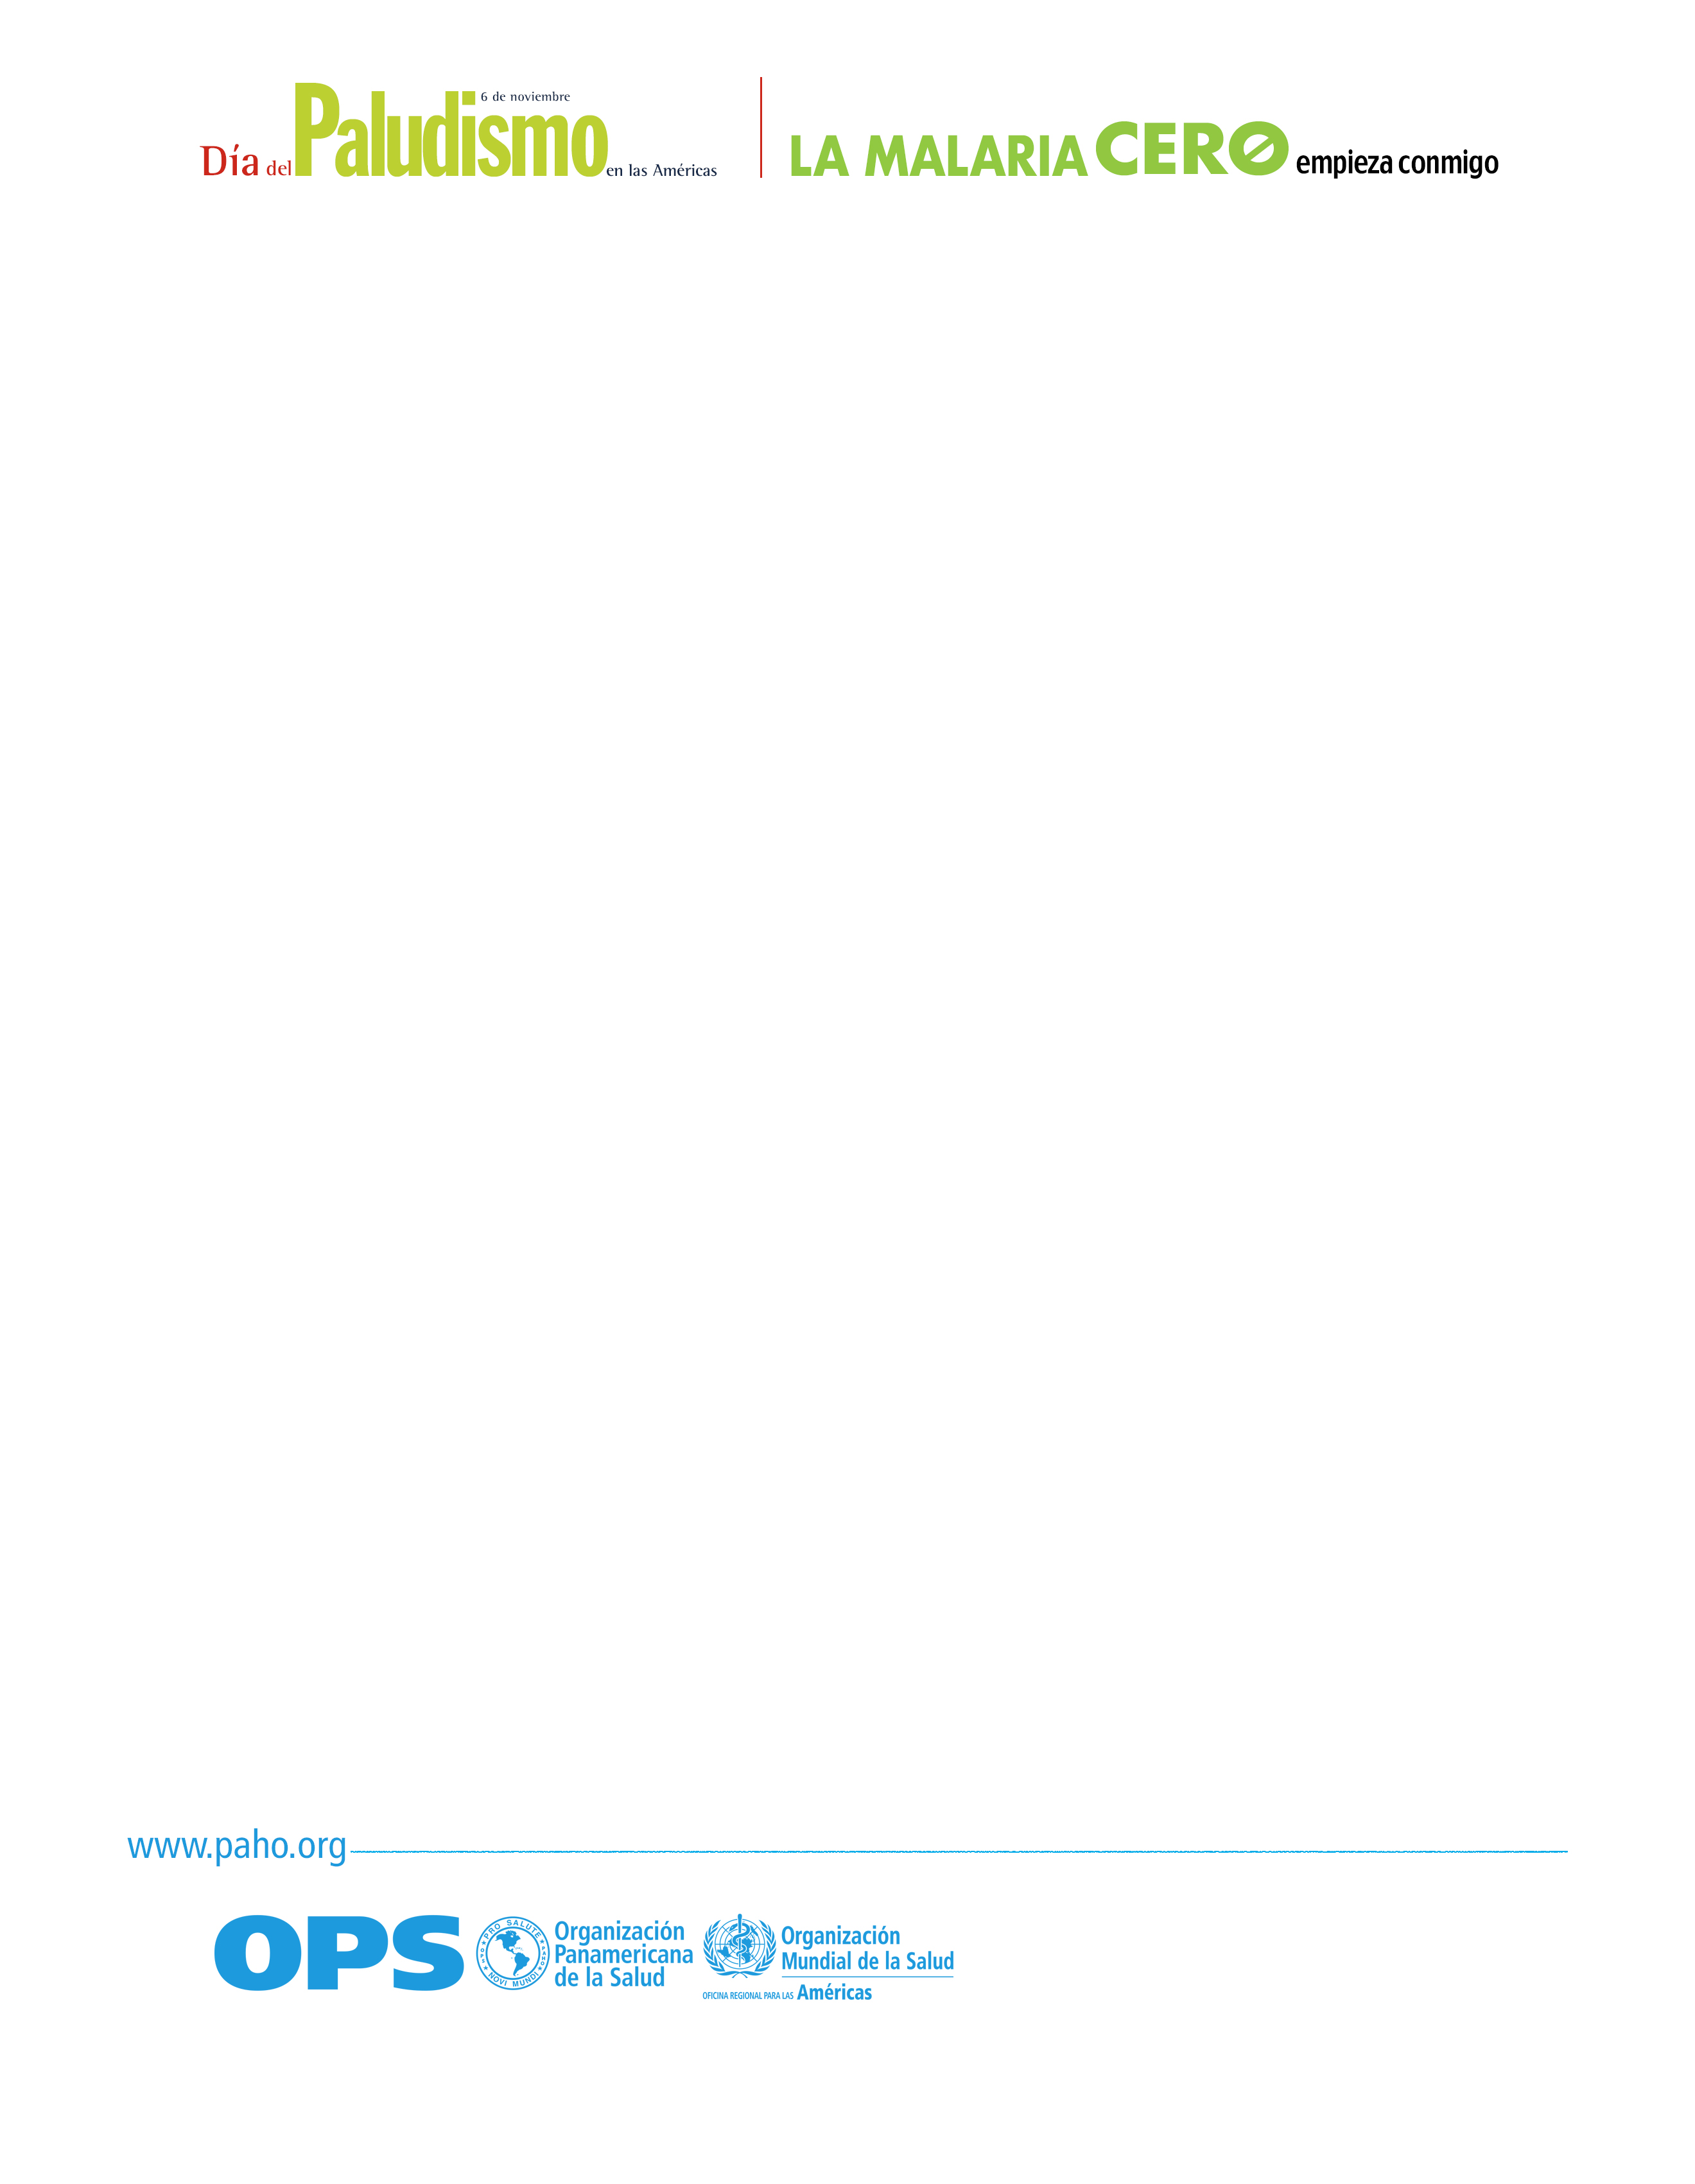 6 de noviembre
Día del Paludismo en las Américas
LA MALARIA CERO empieza conmigo
www.paho.org
OPS
PRO SALUTE
NOVI MUNDI
Organización
Panamericana
de la Salud
Organización
Mundial de la Salud
OFICINA REGIONAL PARA LAS Américas